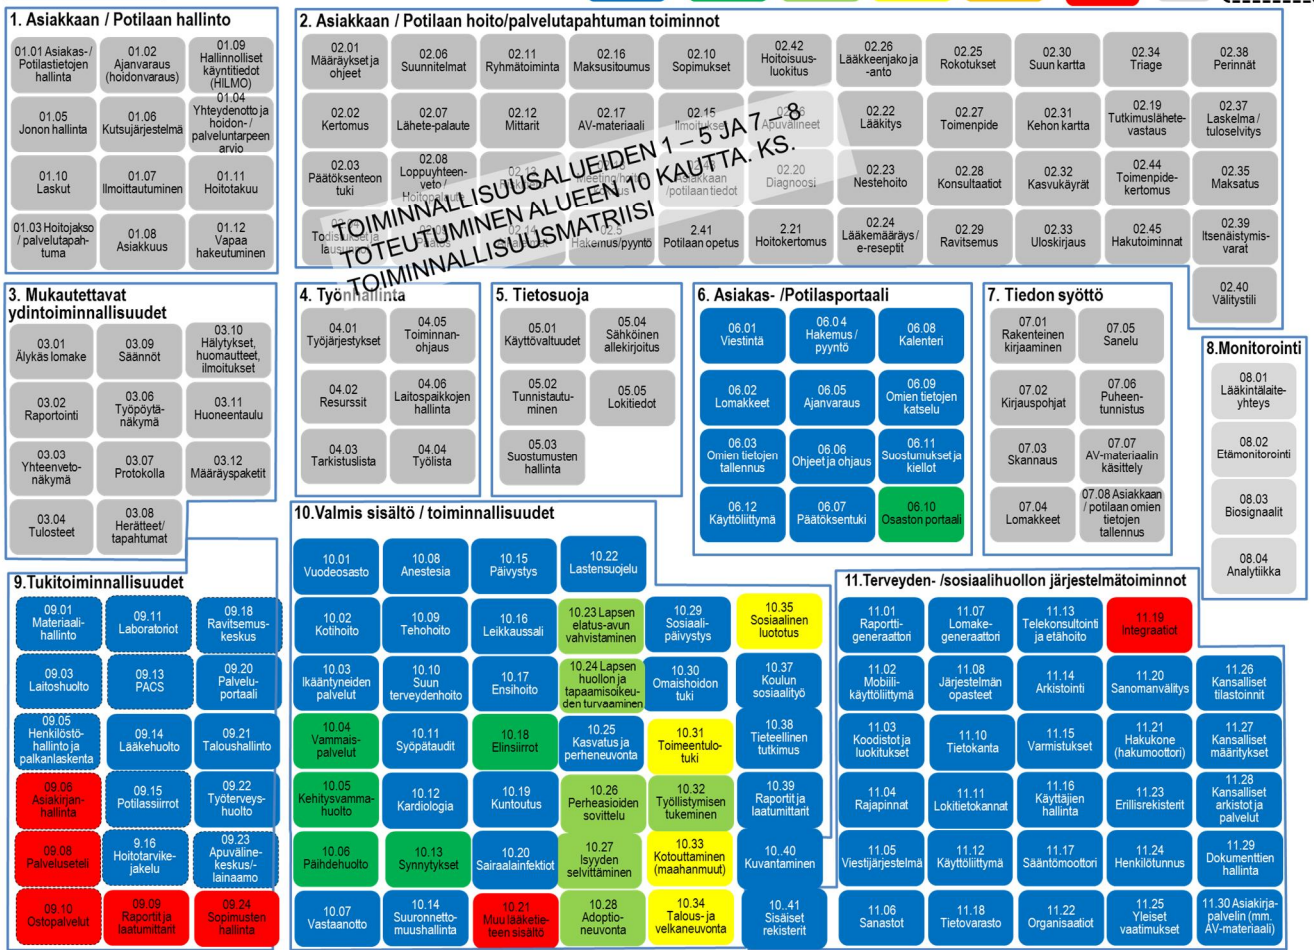 1. Asiakkaan / Potilaan hallinto
01.01 Asiakas-/
Potilastietojen
hallinta
01.02
Ajanvaraus
(hoidonvaraus)
01.09
Hallinnolliset
käyntitiedot
(HILMO)
01.05
Jonon hallinta
01.06
Kutsujärjestelmä
01.04
Yhteydenotto ja
hoidon- /
palveluntarpeen
arvio
01.10
Laskut
01.07
Ilmoittautuminen
01.11
Hoitotakuu
01.03 Hoitojakso
/ palvelutapah-
tuma
01.08
Asiakkuus
01.12
Vapaa
hakeutuminen
2. Asiakkaan / Potilaan hoito/palvelutapahtuman toiminnot
02.01
Määräykset ja
ohjeet
02.06
Suunnitelmat
02.11
Ryhmätoiminta
02.16
Maksusitoumus
02.10
Sopimukset
02.42
Hoitoisuus-
luokitus
02.26
Lääkkeenjako ja
-anto
02.25
Rokotukset
02.30
Suun kartta
02.34
Triage
02.38
Perinnät
02.02
Kertomus
02.07
Lähete-palaute
02.12
Mittarit
02.17
AV-materiaali
02.15
Ilmoitukset
Apuvälineet
02.22
Lääkitys
02.27
Toimenpide
02.31
Kehon kartta
02.19
Tutkimuslähete-
vastaus
02.37
Laskelma /
tuloselvitys
02.03
Päätöksenteon
tuki
02.08
Loppuyhteen-
veto /
Hoitopalaute
Asiakkaan
/potilaan tiedot
02.20
Diagnoosi
02.23
Nestehoito
02.28
Konsultaatiot
02.32
Kasvukäyrät
02.44
Toimenpide-
kertomus
02.35
Maksatus
Todistukset ja
lausunnot
Hakemus/pyyntö
2.41
Potilaan opetus
2.21
Hoitokertomus
02.24
Lääkemääräys /
e-reseptit
02.29
Ravitsemus
02.33
Uloskirjaus
02.45
Hakutoiminnat
02.39
Itsenäistymis-
varat
02.40
Välitystili
TOIMINNALLISUUSALUEIDEN 1 – 5 JA 7 – 8
TOTEUTUMINEN ALUEEN 10 KAUTTA. KS.
TOIMINNALLISUUSMATRIISI
3. Mukautettavat
ydintoiminnallisuudet
03.01
Älykäs lomake
03.09
Säännöt
03.10
Hälytykset,
huomautteet,
ilmoitukset
03.02
Raportointi
03.06
Työpöytä-
näkymä
03.11
Huoneentaulu
03.03
Yhteenveto-
näkymä
03.07
Protokolla
03.12
Määräyspaketit
03.04
Tulosteet
03.08
Herätteet/
tapahtumat
4. Työnhallinta
04.01
Työjärjestykset
04.05
Toiminnan-
ohjaus
04.02
Resurssit
04.06
Laitospaikkojen
hallinta
04.03
Tarkistuslista
04.04
Työlista
5. Tietosuoja
05.01
Käyttövaltuudet
05.04
Sähköinen
allekirjoitus
05.02
Tunnistautu-
minen
05.05
Lokitiedot
05.03
Suostumusten
hallinta
6. Asiakas- /Potilasportaali
06.01
Viestintä
06.04
Hakemus /
pyyntö
06.08
Kalenteri
06.02
Lomakkeet
06.05
Ajanvaraus
06.09
Omien tietojen
katselu
06.03
Omien tietojen
tallennus
06.06
Ohjeet ja ohjaus
06.11
Suostumukset ja
kiellot
06.12
Käyttöliittymä
06.07
Päätöksentuki
06.10
Osaston portaali
7. Tiedon syöttö
07.01
Rakenteinen
kirjaaminen
07.05
Sanelu
07.02
Kirjauspohjat
07.06
Puheen-
tunnistus
07.03
Skannaus
07.07
AV-materiaalin
käsittely
07.04
Lomakkeet
07.08 Asiakkaan
/ potilaan omien
tietojen
tallennus
8.Monitorointi
08.01
Lääkintälaite-
yhteys
08.02
Etämonitorointi
08.03
Biosignaalit
08.04
Analytiikka
9.Tukitoiminnallisuudet
09.01
Materiaali-
hallinto
09.11
Laboratoriot
09.18
Ravitsemus-
keskus
09.03
Laitoshuolto
09.13
PACS
09.20
Palvelu-
portaali
09.05
Henkilöstö-
hallinto ja
palkanlaskenta
09.14
Lääkehuolto
09.21
Taloushallinto
09.06
Asiakirjan-
hallinta
09.15
Potilassiirrot
09.22
Työterveys-
huolto
09.08
Palveluseteli
9.16
Hoitotarvike-
jakelu
09.23
Apuväline-
keskus/-
lainaamo
09.10
Ostopalvelut
09.09
Raportit ja
laatumittarit
09.24
Sopimusten
hallinta
10.Valmis sisältö / toiminnallisuudet
10.01
Vuodeosasto
10.08
Anestesia
10.15
Päivystys
10.22
Lastensuojelu
10.02
Kotihoito
10.09
Tehohoito
10.16
Leikkaussali
10.23 Lapsen
elatus-avun
vahvistaminen
10.29
Sosiaali-
päivystys
10.35
Sosiaalinen
luototus
10.03
Ikääntyneiden
palvelut
10.10
Suun
terveydenhoito
10.17
Ensihoito
10.24 Lapsen
huollon ja
tapaamisoikeu-
den turvaaminen
10.30
Omaishoidon
tuki
10.37
Koulun
sosiaalityö
10.04
Vammais-
palvelut
10.11
Syöpätaudit
10.18
Elinsiirrot
10.25
Kasvatus ja
perheneuvonta
10.31
Toimeentulo-
tuki
10.38
Tieteellinen
tutkimus
10.05
Kehitysvamma-
huolto
10.12
Kardiologia
10.19
Kuntoutus
10.26
Perheasioiden
sovittelu
10.32
Työllistymisen
tukeminen
10.39
Raportit ja
laatumittarit
10.06
Päihdehuolto
10.13
Synnytykset
10.20
Sairaalainfektiot
10.27
Isyyden
selvittäminen
10.33
Kotouttaminen
(maahanmuut)
10..40
Kuvantaminen
10.07
Vastaanotto
10.14
Suuronnetto-
muushallinta
10.21
Muu lääketie-
teen sisältö
10.28
Adoptio-
neuvonta
10.34
Talous- ja
velkaneuvonta
10..41
Sisäiset
rekisterit
11.Terveyden- /sosiaalihuollon järjestelmätoiminnot
11.01
Raportti-
generaattori
11.07
Lomake-
generaattori
11.13
Telekonsultointi
ja etähoito
11.19
Integraatiot
11.02
Mobiili-
käyttöliittymä
11.08
Järjestelmän
opasteet
11.14
Arkistointi
11.20
Sanomanvälitys
11.26
Kansalliset
tilastoinnit
11.03
Koodistot ja
luokitukset
11.10
Tietokanta
11.15
Varmistukset
11.21
Hakukone
(hakumoottori)
11.27
Kansalliset
määritykset
11.04
Rajapinnat
11.11
Lokitietokannat
11.16
Käyttäjien
hallinta
11.23
Erillisrekisterit
11.28
Kansalliset
arkistot ja
palvelut
11.05
Viestijärjestelmä
11.12
Käyttöliittymä
11.17
Sääntömoottori
11.24
Henkilötunnus
11.29
Dokumenttien
hallinta
11.06
Sanastot
11.18
Tietovarasto
11.22
Organisaatiot
11.25
Yleiset
vaatimukset
11.30 Asiakirja-
palvelin (mm.
AV-materiaali)